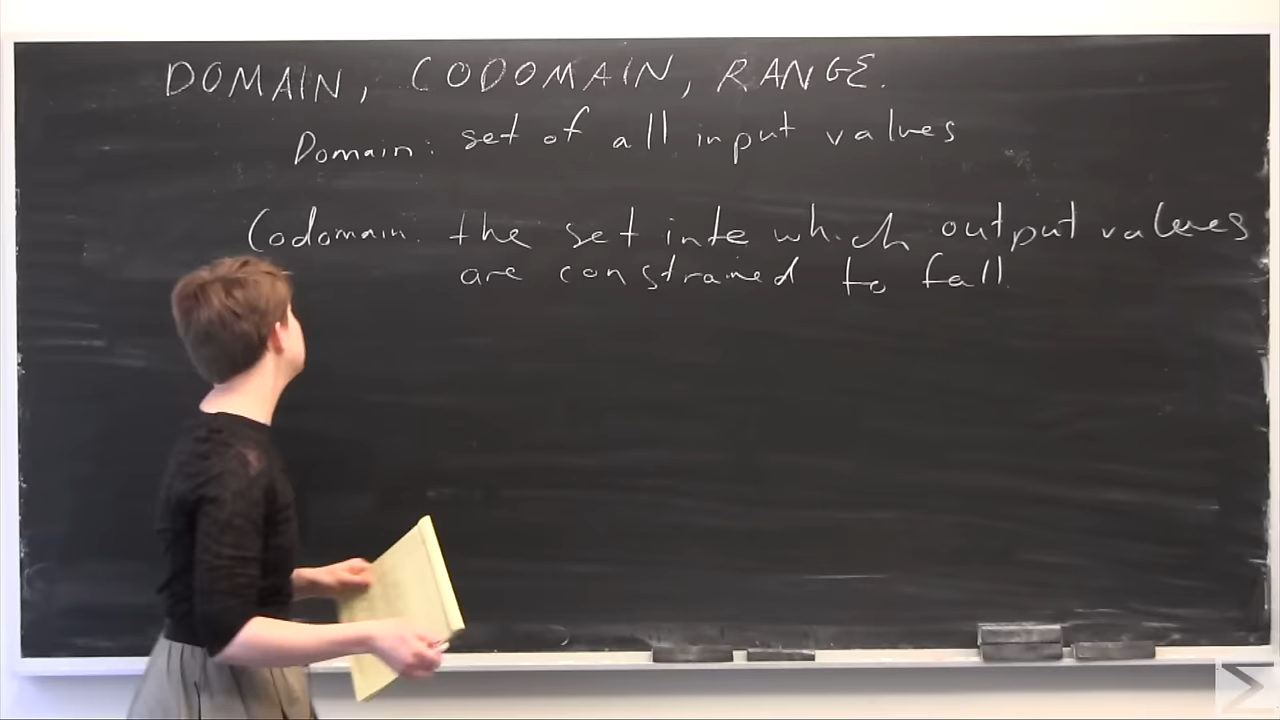 DOMAIN, CODOMAIN, RANGE.
Domain: set of all input values
Codomain: the set into which output values
are constrained to fall.